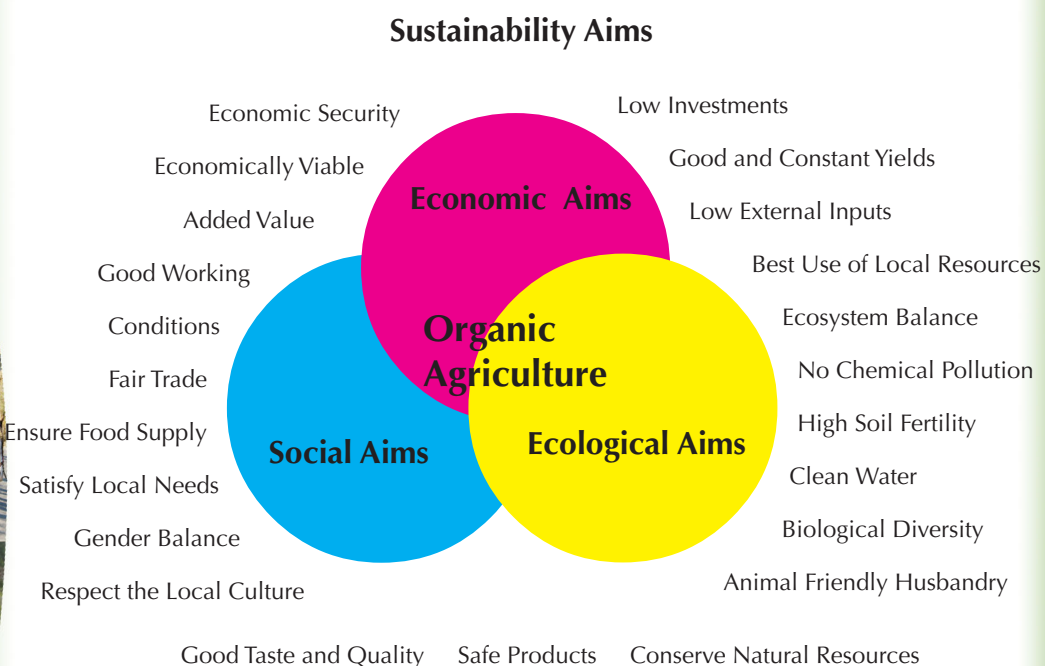 Sustainability Aims
Economic Security
Economically Viable
Added Value
Good Working
Conditions
Fair Trade
Ensure Food Supply
Satisfy Local Needs
Gender Balance
Respect the Local Culture
Low Investments
Good and Constant Yields
Low External Inputs
Best Use of Local Resources
Ecosystem Balance
No Chemical Pollution
High Soil Fertility
Clean Water
Biological Diversity
Animal Friendly Husbandry
Economic Aims
Organic
Agriculture
Social Aims
Ecological Aims
Good Taste and Quality
Safe Products
Conserve Natural Resources